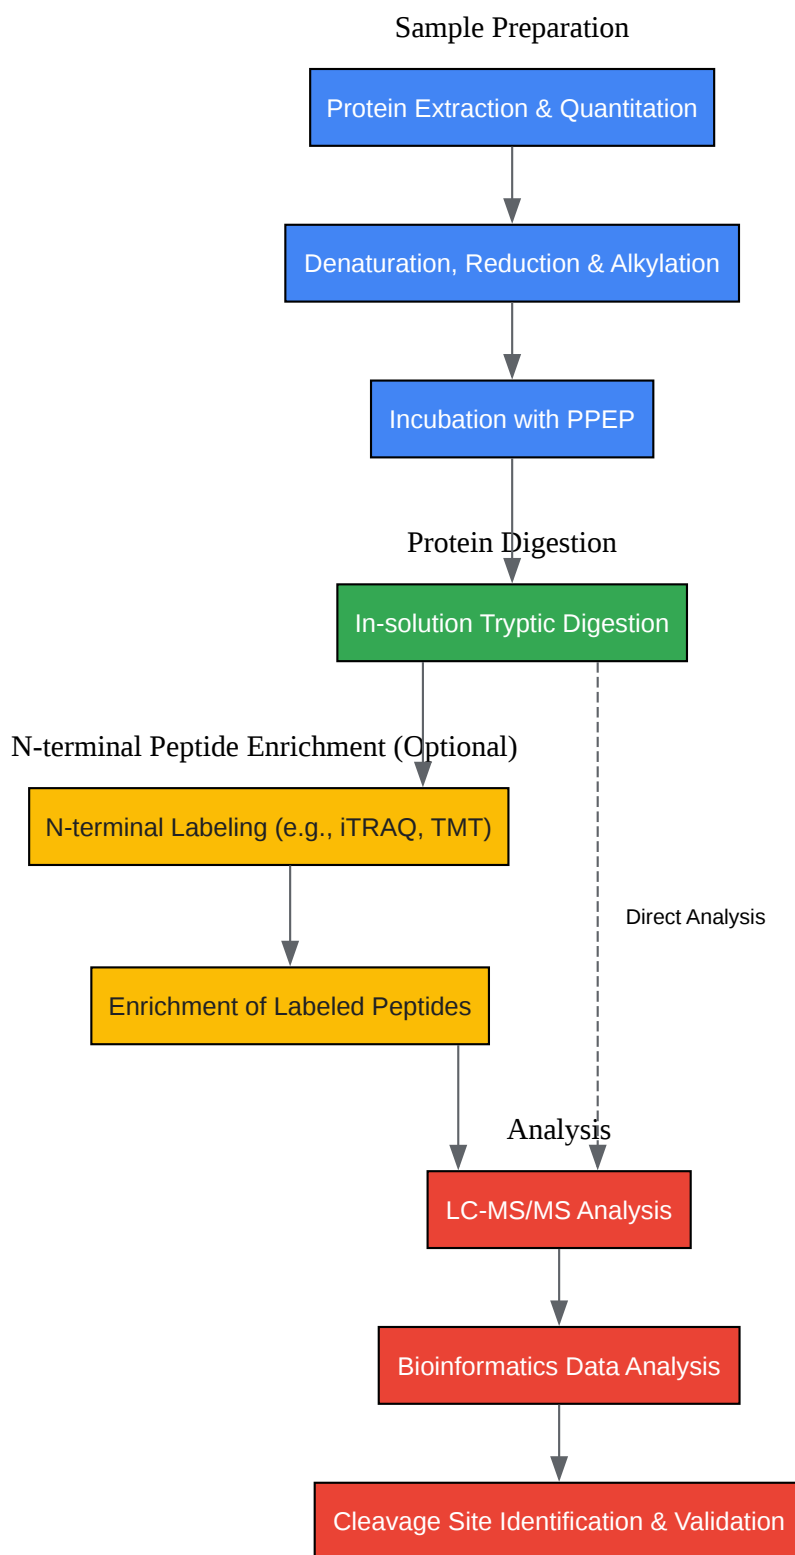 Sample Preparation
Protein Extraction & Quantitation
Denaturation, Reduction & Alkylation
Incubation with PPEP
Protein Digestion
In-solution Tryptic Digestion
N-terminal Peptide Enrichment (Optional)
N-terminal Labeling (e.g., iTRAQ, TMT)
Direct Analysis
Enrichment of Labeled Peptides
Analysis
LC-MS/MS Analysis
Bioinformatics Data Analysis
Cleavage Site Identification & Validation